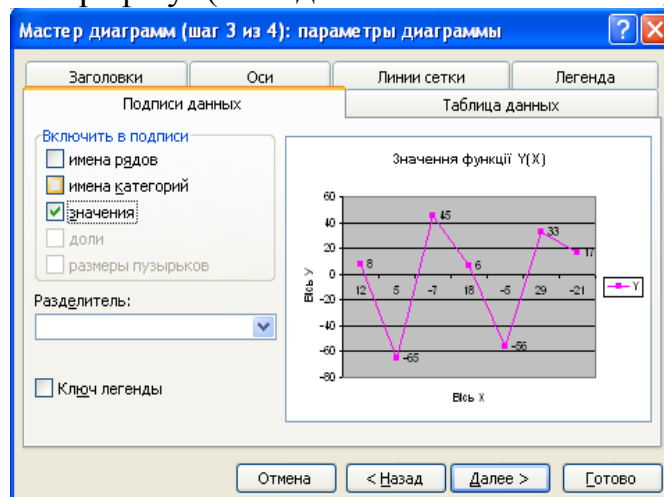 Мастер диаграмм (шаг 3 из 4): параметры диаграммы
Заголовки Оси Линии сетки Легенда
Подписи данных Таблица данных
Включить в подписи
имена рядов
имена категорий
значения
доли
размеры пузырьков
Разделитель:
Ключ легенды
Значення функції Y(X)
60
40
20
0
-20
-40
-60
-80
Вісь Y
8
-65
45
6
-56
33
17
12 5 -7 18 -5 29 -21
Вісь X
Y
Отмена < Назад Далее > Готово